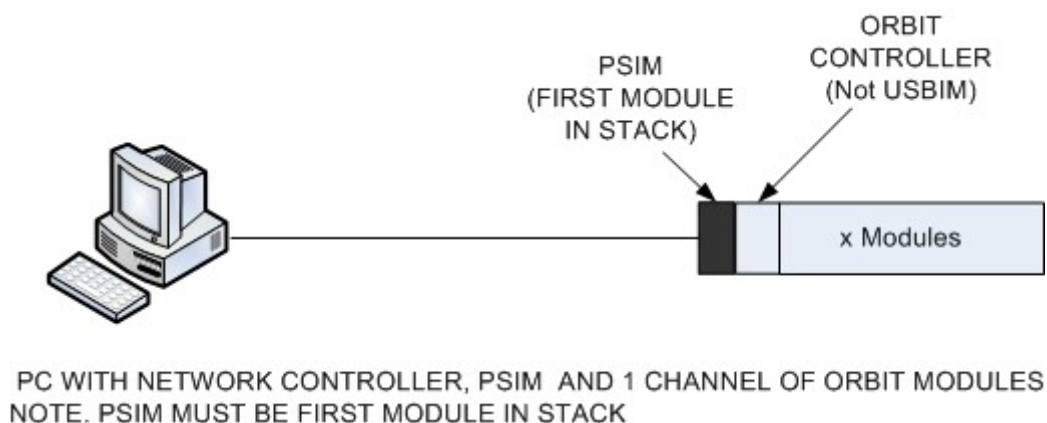 PSIM
(FIRST MODULE
IN STACK)
ORBIT
CONTROLLER
(Not USBIM)
x Modules
PC WITH NETWORK CONTROLLER, PSIM AND 1 CHANNEL OF ORBIT MODULES
NOTE. PSIM MUST BE FIRST MODULE IN STACK